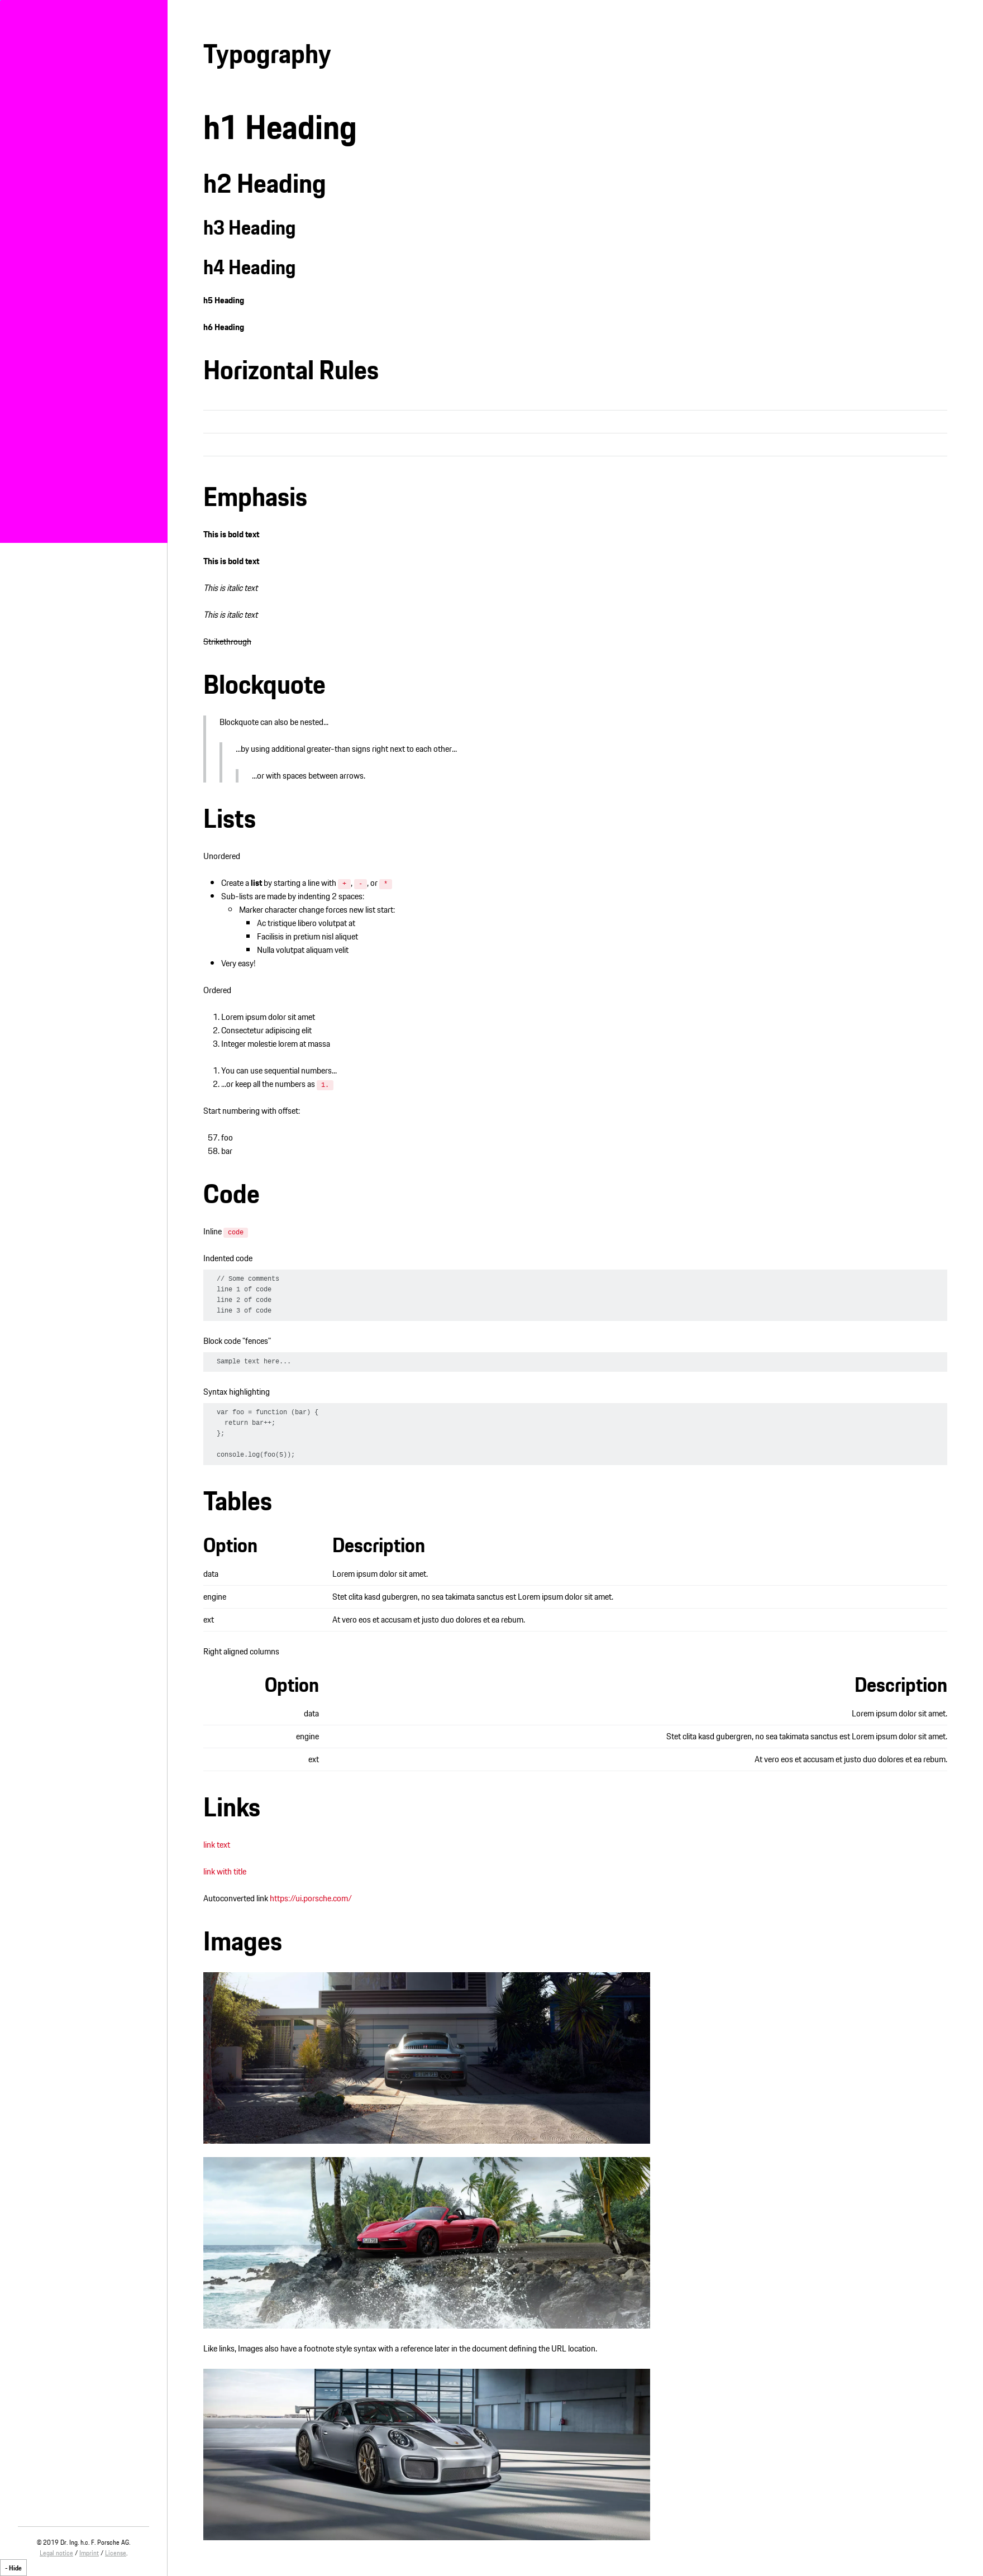 Typography
h1 Heading
h2 Heading
h3 Heading
h4 Heading
h5 Heading
h6 Heading
Horizontal Rules
Emphasis
This is bold text
This is bold text
This is italic text
This is italic text
Strikethrough
Blockquote
Blockquote can also be nested...
...by using additional greater-than signs right next to each other...
...or with spaces between arrows.
Lists
Unordered
Create a list by starting a line with +, -, or *
Sub-lists are made by indenting 2 spaces:
Marker character change forces new list start:
Ac tristique libero volutpat at
Facilisis in pretium nisl aliquet
Nulla volutpat aliquam velit
Very easy!
Ordered
1. Lorem ipsum dolor sit amet
2. Consectetur adipiscing elit
3. Integer molestie lorem at massa
1. You can use sequential numbers...
2. ...or keep all the numbers as 1.
Start numbering with offset:
57. foo
58. bar
Code
Inline code
Indented code
// Some comments
line 1 of code
line 2 of code
line 3 of code
Block code "fences"
Sample text here...
Syntax highlighting
var foo = function (bar) {
  return bar++;
};
console.log(foo(5));
Tables
Option Description
data Lorem ipsum dolor sit amet.
engine Stet clita kasd gubergren, no sea takimata sanctus est Lorem ipsum dolor sit amet.
ext At vero eos et accusam et justo duo dolores et ea rebum.
Right aligned columns
Option Description
data Lorem ipsum dolor sit amet.
engine Stet clita kasd gubergren, no sea takimata sanctus est Lorem ipsum dolor sit amet.
ext At vero eos et accusam et justo duo dolores et ea rebum.
Links
link text
link with title
Autoconverted link https://ui.porsche.com/
Images
Like links, Images also have a footnote style syntax with a reference later in the document defining the URL location.
© 2019 Dr. Ing. h.c. F. Porsche AG.
Legal notice / Imprint / License.
- Hide